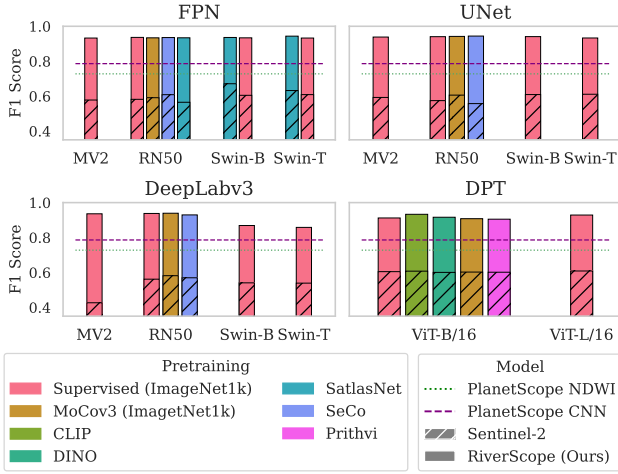 FPN
UNet
F1 Score
1.0
0.8
0.6
0.4
MV2 RN50 Swin-B Swin-T
MV2 RN50 Swin-B Swin-T
DeepLabv3
DPT
F1 Score
1.0
0.8
0.6
0.4
MV2 RN50 Swin-B Swin-T
ViT-B/16 ViT-L/16
Pretraining
Supervised (ImageNet1k)
MoCov3 (ImagetNet1k)
CLIP
DINO
SatlasNet
SeCo
Prithvi
Model
PlanetScope NDWI
PlanetScope CNN
Sentinel-2
RiverScope (Ours)